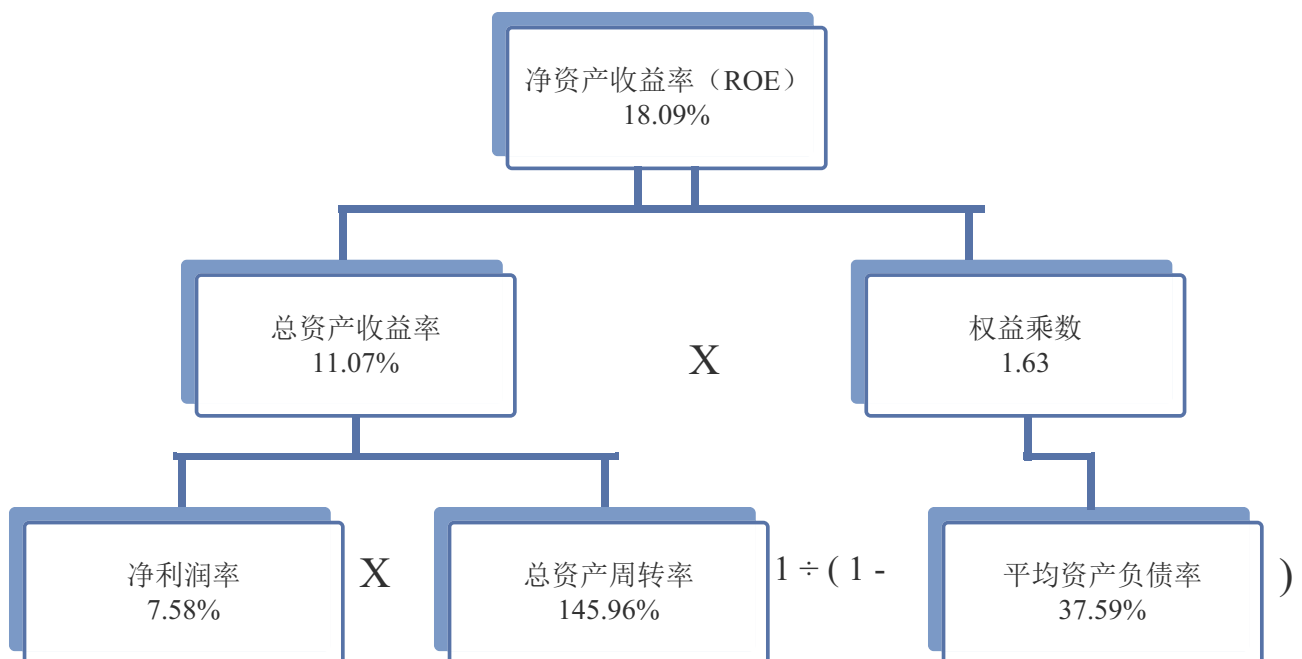 净资产收益率（ROE）
18.09%
总资产收益率
11.07%
X
权益乘数
1.63
净利润率
7.58%
X
总资产周转率
145.96%
1 ÷ ( 1 -
平均资产负债率
37.59%
)